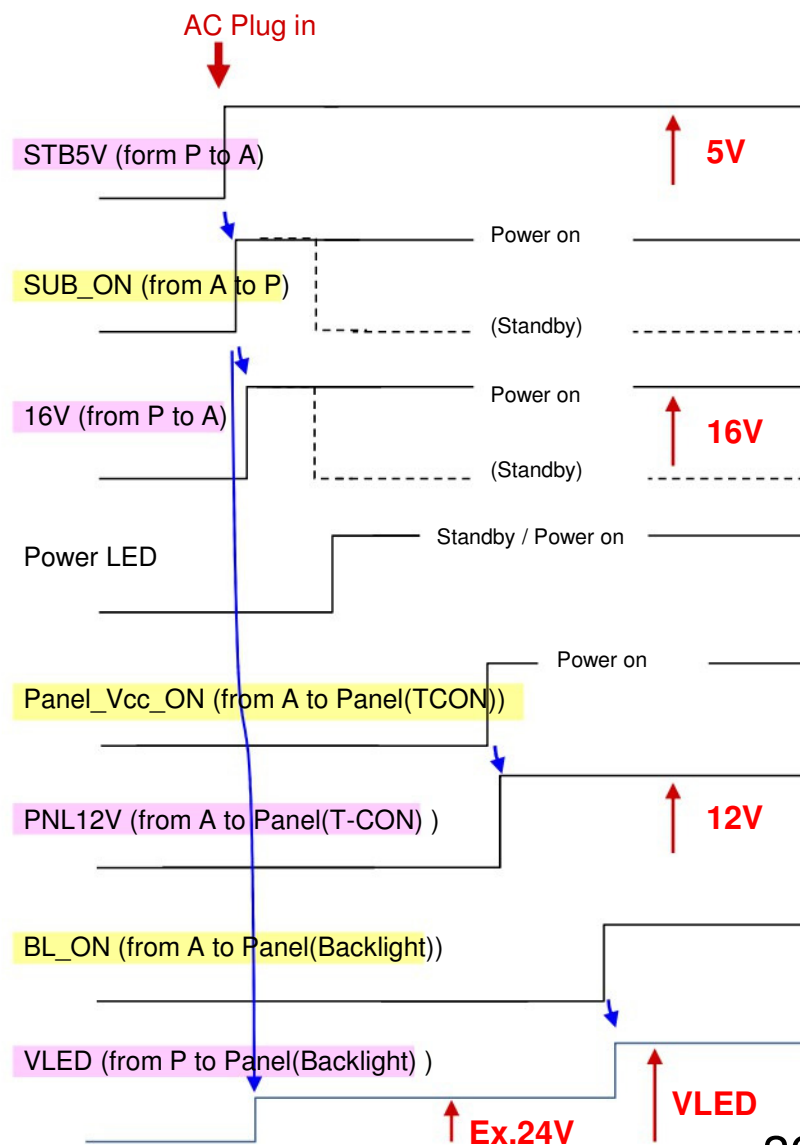 AC Plug in
STB5V (form P to A)
5V
Power on
SUB_ON (from A to P)
(Standby)
Power on
16V (from P to A)
16V
(Standby)
Standby / Power on
Power LED
Power on
Panel_Vcc_ON (from A to Panel(TCON))
PNL12V (from A to Panel(T-CON) )
12V
BL_ON (from A to Panel(Backlight))
VLED (from P to Panel(Backlight) )
VLED
Ex.24V